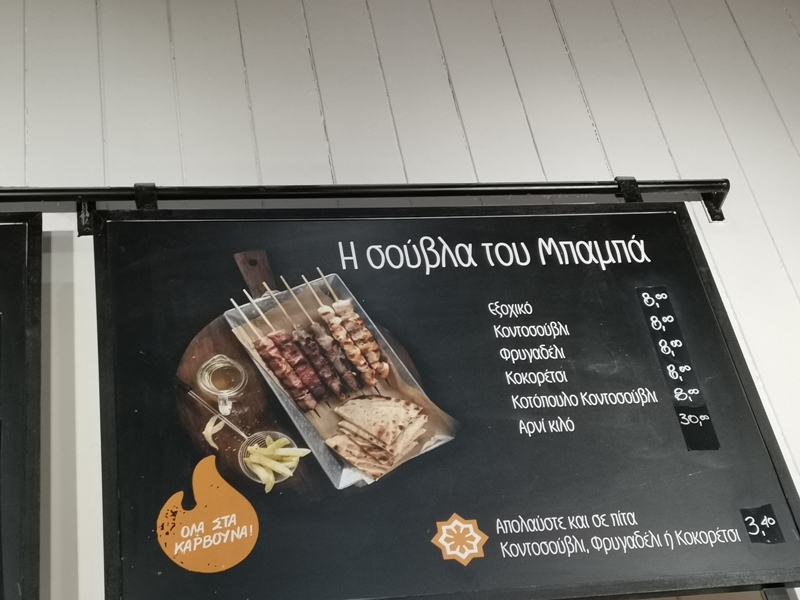 Η σούβλα του Μπαμπά
Εξοχικό 8,00
Κοντοσούβλι 8,00
Φρυγαδέλι 8,00
Κοκορέτσι 8,00
Κοτόπουλο Κοντοσούβλι 8,00
Αρνί κιλό 30,00
ΟΛΑ ΣΤΑ
ΚΑΡΒΟΥΝΑ!
Απολαύστε και σε πίτα
Κοντοσούβλι, Φρυγαδέλι ή Κοκορέτσι 3,40